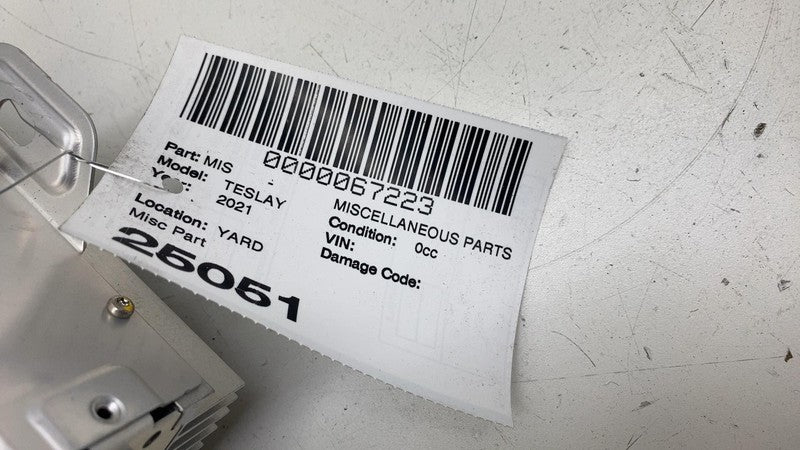 0000067223
Part: MIS - MISCELLANEOUS PARTS
Model: TESLAY Condition: 0cc
2021 VIN:
Location: YARD Damage Code:
Misc Part
25051